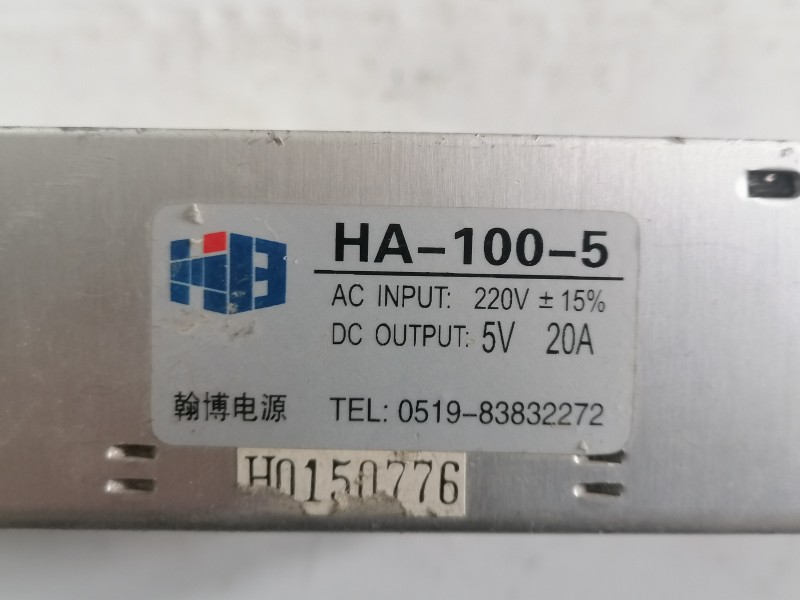 HB
HA-100-5
AC INPUT: 220V ±15%
DC OUTPUT: 5V 20A
翰博电源 TEL: 0519-83832272
H0150776